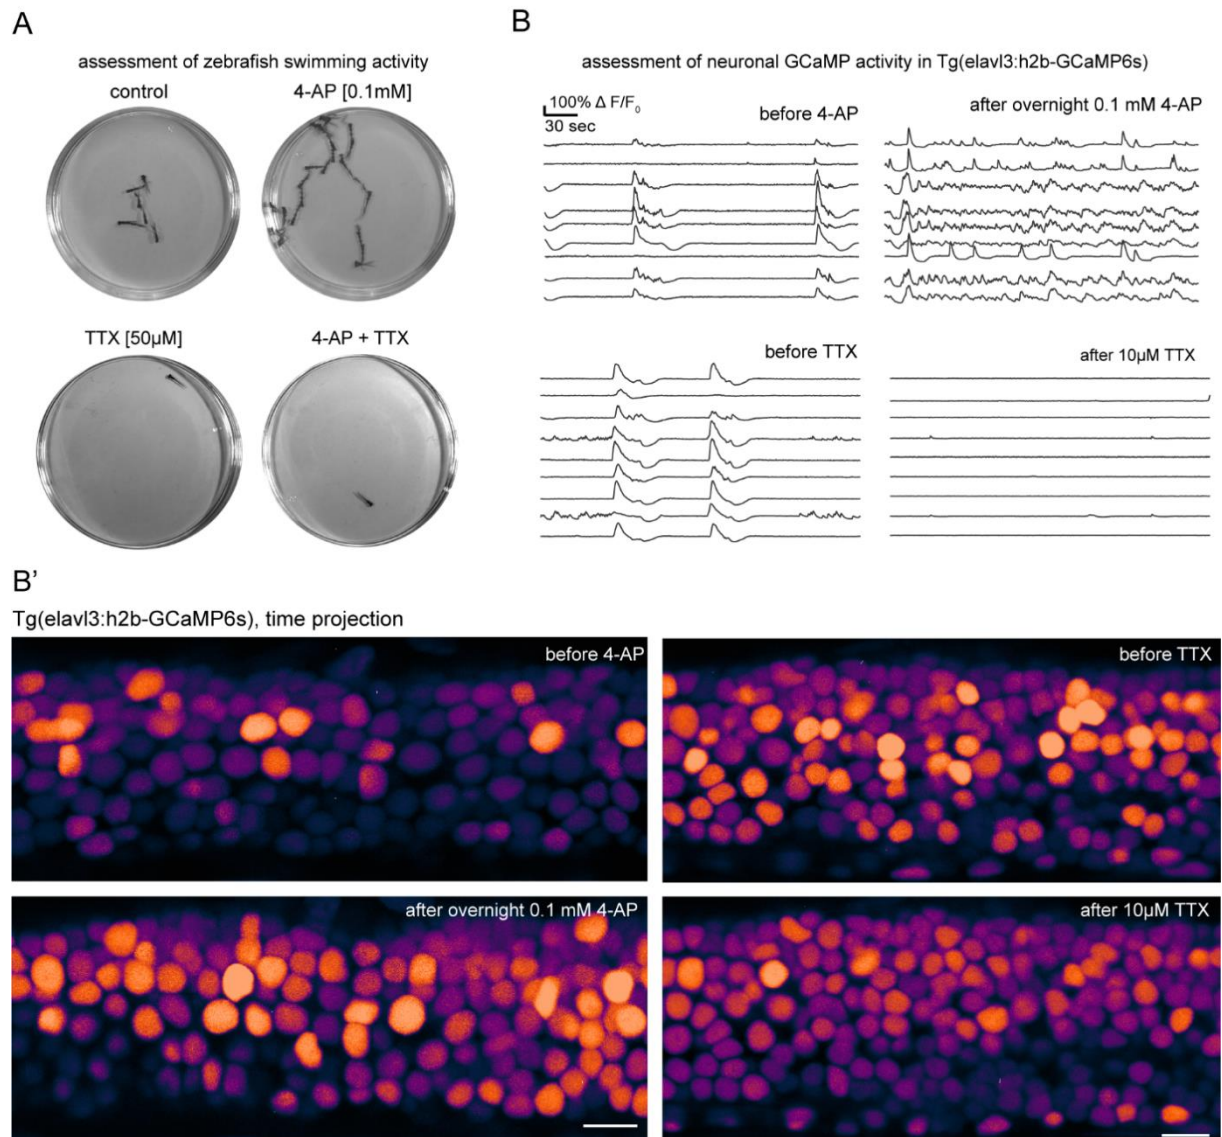 A
assessment of zebrafish swimming activity
control
4-AP [0.1mM]
TTX [50µM]
4-AP + TTX
B
assessment of neuronal GCaMP activity in Tg(elavl3:h2b-GCaMP6s)
100% Δ F/F₀
30 sec
before 4-AP
after overnight 0.1 mM 4-AP
before TTX
after 10µM TTX
B'
Tg(elavl3:h2b-GCaMP6s), time projection
before 4-AP
before TTX
after overnight 0.1 mM 4-AP
after 10µM TTX